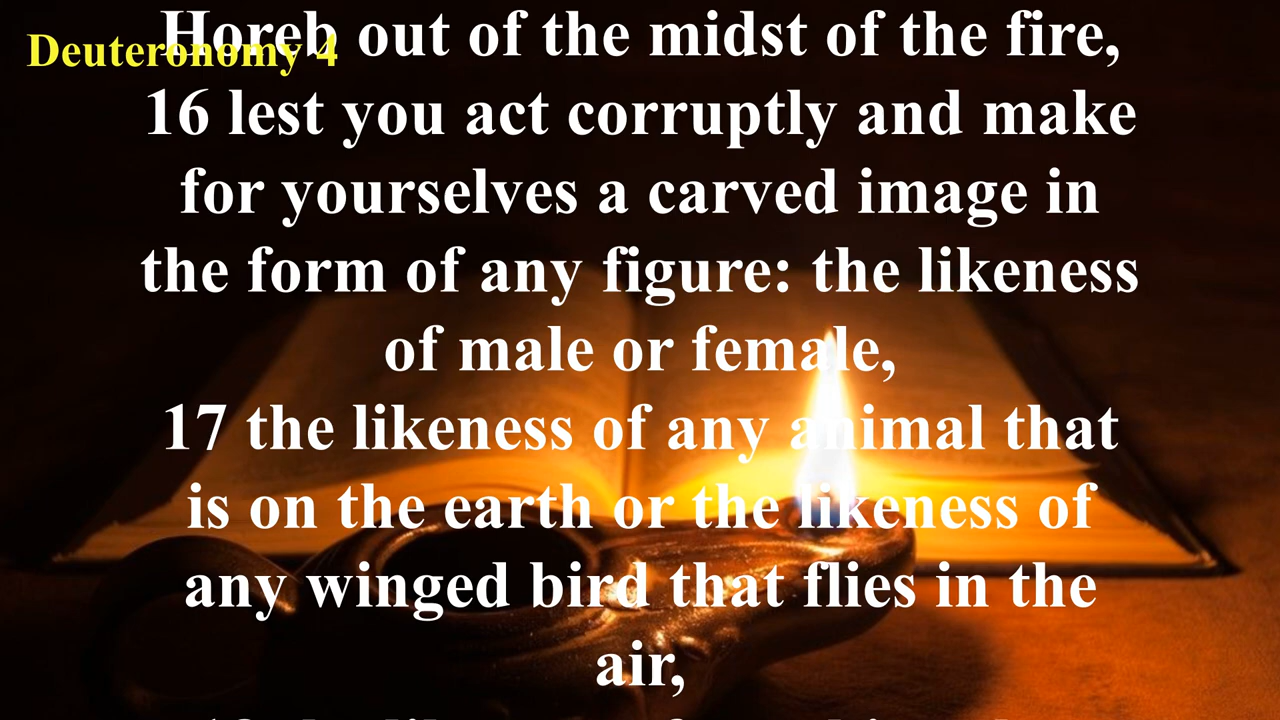 Deuteronomy 4
Horeb out of the midst of the fire,
16 lest you act corruptly and make
for yourselves a carved image in
the form of any figure: the likeness
of male or female,
17 the likeness of any animal that
is on the earth or the likeness of
any winged bird that flies in the
air,